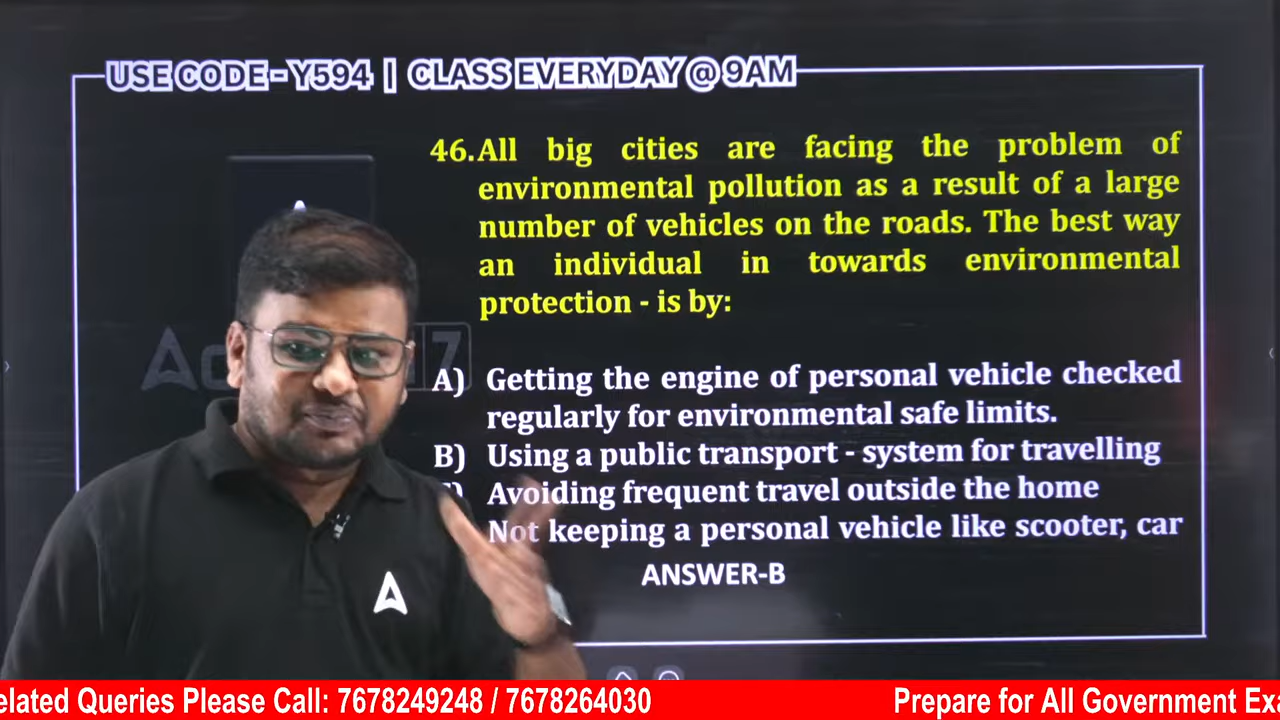 USE CODE - Y594 | CLASS EVERYDAY @ 9AM
46. All big cities are facing the problem of
environmental pollution as a result of a large
number of vehicles on the roads. The best way
an individual in towards environmental
protection - is by:
A) Getting the engine of personal vehicle checked
regularly for environmental safe limits.
B) Using a public transport - system for travelling
Avoiding frequent travel outside the home
Not keeping a personal vehicle like scooter, car
ANSWER-B
7
elated Queries Please Call: 7678249248 / 7678264030
Prepare for All Government Exa